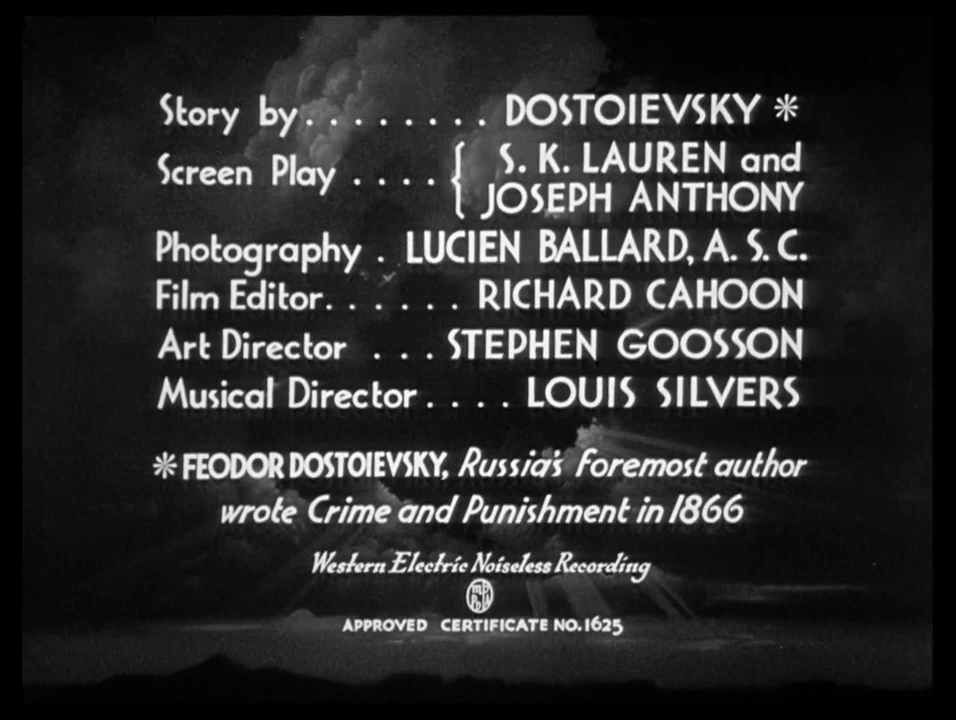 Story by........ DOSTOIEVSKY *
Screen Play .... { S. K. LAUREN and
JOSEPH ANTHONY
Photography . LUCIEN BALLARD, A. S. C.
Film Editor...... RICHARD CAHOON
Art Director ... STEPHEN GOOSSON
Musical Director.... LOUIS SILVERS
* FEODOR DOSTOIEVSKY, Russia's foremost author
wrote Crime and Punishment in 1866
Western Electric Noiseless Recording
APPROVED CERTIFICATE NO. 1625